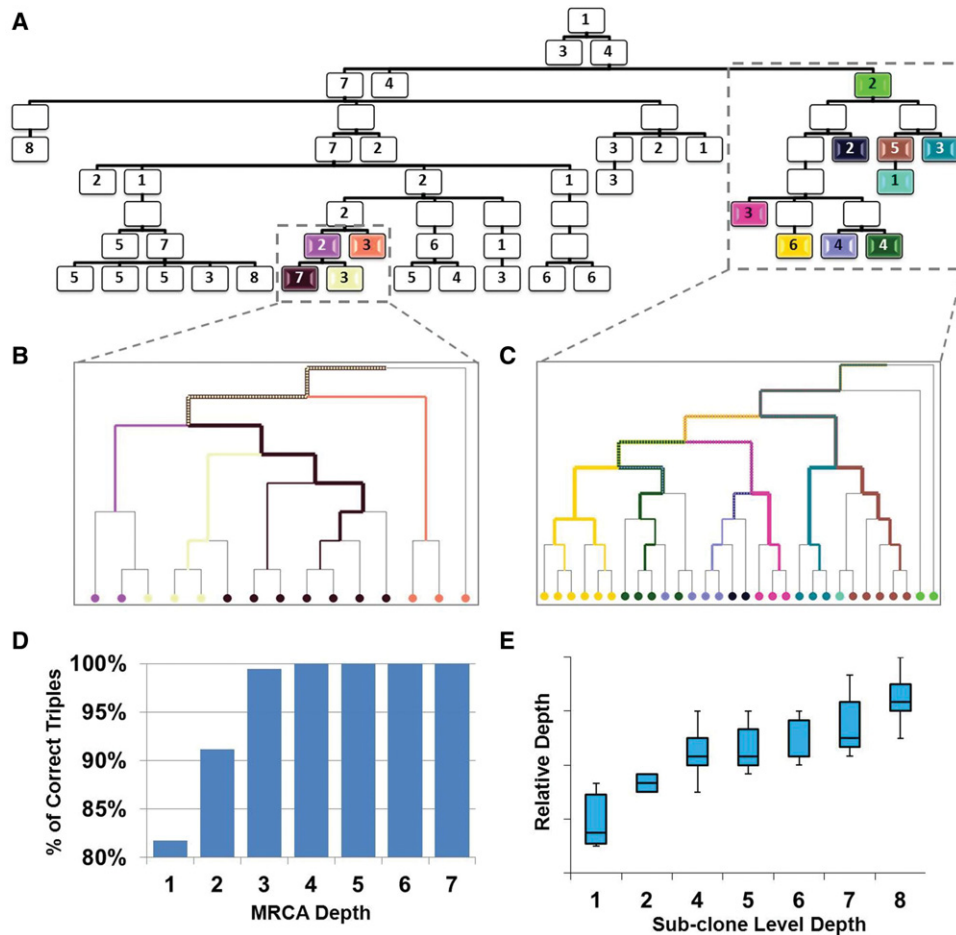 A
1
3 4
7 4 2
8 7 2 3 2 1 2 5 3
2 1 2 1 3 1
2 3
5 7 2 3 6 1 6 4 4
5 5 5 3 8 7 3 5 4 3 6 6
B C
D E
% of Correct Triples
100%
95%
90%
85%
80%
1 2 3 4 5 6 7
MRCA Depth
Relative Depth
1 2 4 5 6 7 8
Sub-clone Level Depth